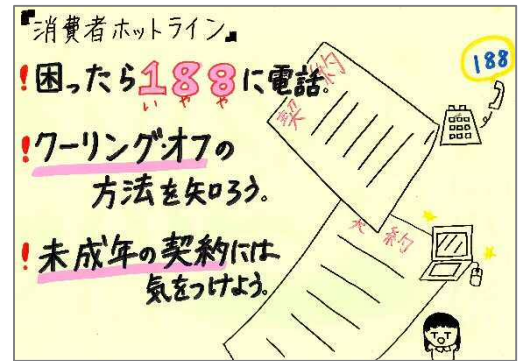 『消費者ホットライン』
！困ったら188に電話。
いやや
！クーリング・オフの
方法を知ろう。
！未成年の契約には
気をつけよう。
契約
188
契約